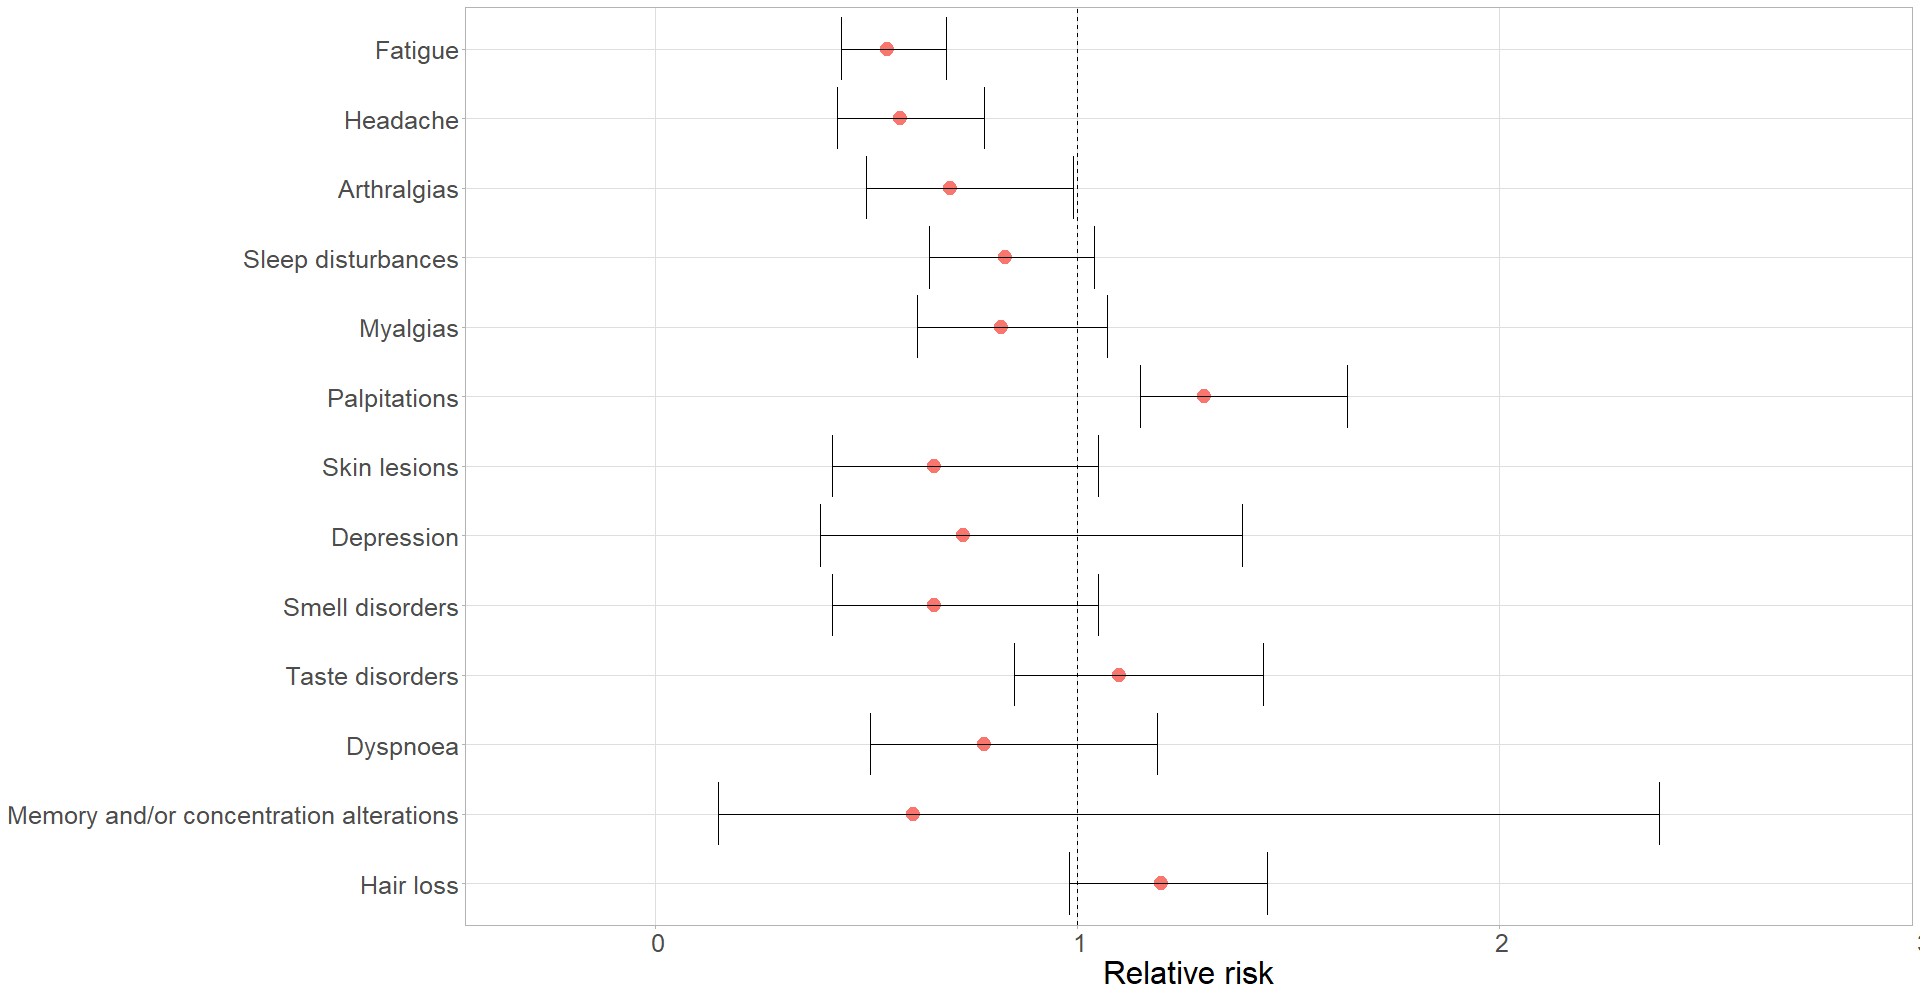 Fatigue
Headache
Arthralgias
Sleep disturbances
Myalgias
Palpitations
Skin lesions
Depression
Smell disorders
Taste disorders
Dyspnoea
Memory and/or concentration alterations
Hair loss
0 1 2
Relative risk